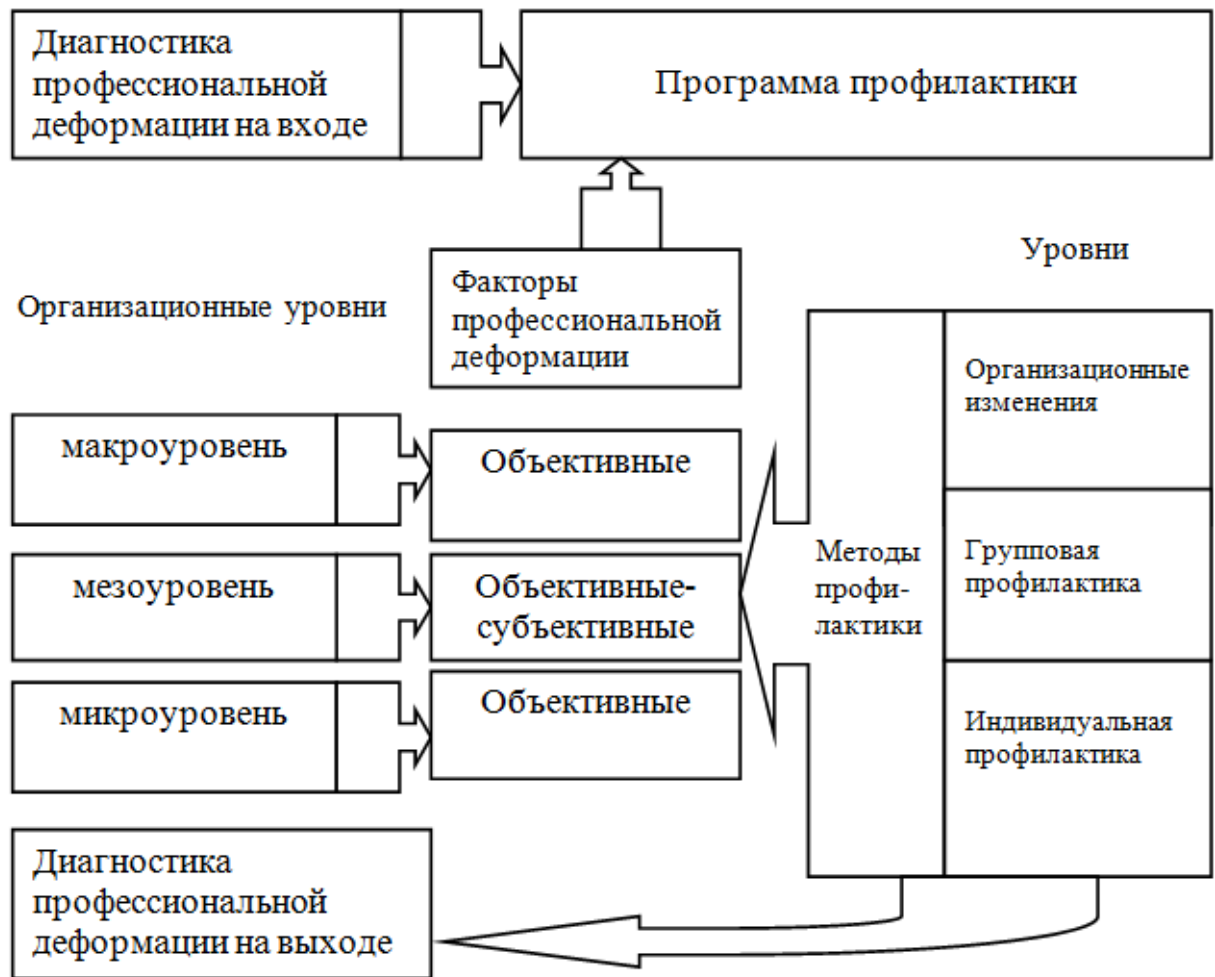 Диагностика
профессиональной
деформации на входе
Программа профилактики
Уровни
Организационные уровни
Факторы
профессиональной
деформации
Организационные
изменения
макроуровень
Объективные
Методы
профи-
лактики
Групповая
профилактика
мезоуровень
Объективные-
субъективные
микроуровень
Объективные
Индивидуальная
профилактика
Диагностика
профессиональной
деформации на выходе